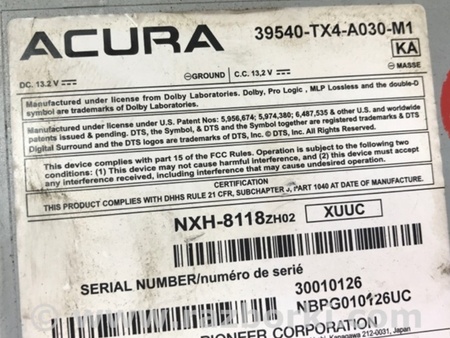 ACURA
39540-TX4-A030-M1
KA
DC. 13.2 V
GROUND
C.C. 13,2 V
MASSE
Manufactured under license from Dolby Laboratories. Dolby, Pro Logic , MLP Lossless and the double-D
symbol are trademarks of Dolby Laboratories.
Manufactured under license under U.S. Patent Nos: 5,956,674; 5,974,380; 6,487,535 & other U.S. and worldwide
patents issued & pending. DTS, the Symbol, & DTS and the Symbol together are registered trademarks &
Digital Surround and the DTS logos are trademarks of DTS, Inc. © DTS, Inc. All Rights Reserved.
This device complies with part 15 of the FCC Rules. Operation is subject to the following two
conditions: (1) This device may not cause harmful interference, and (2) this device must accept
any interference received, including interference that may cause undesired operation.
CERTIFICATION
THIS PRODUCT COMPLIES WITH DHHS RULE 21 CFR, SUBCHAPTER J, PART 1040 AT DATE OF MANUFACTURE.
NXH-8118ZH02 XUUC
SERIAL NUMBER/numéro de serié
30010126
NBPG010126UC
PIONEER CORPORATION
Kanagawa 212-0031, Japan